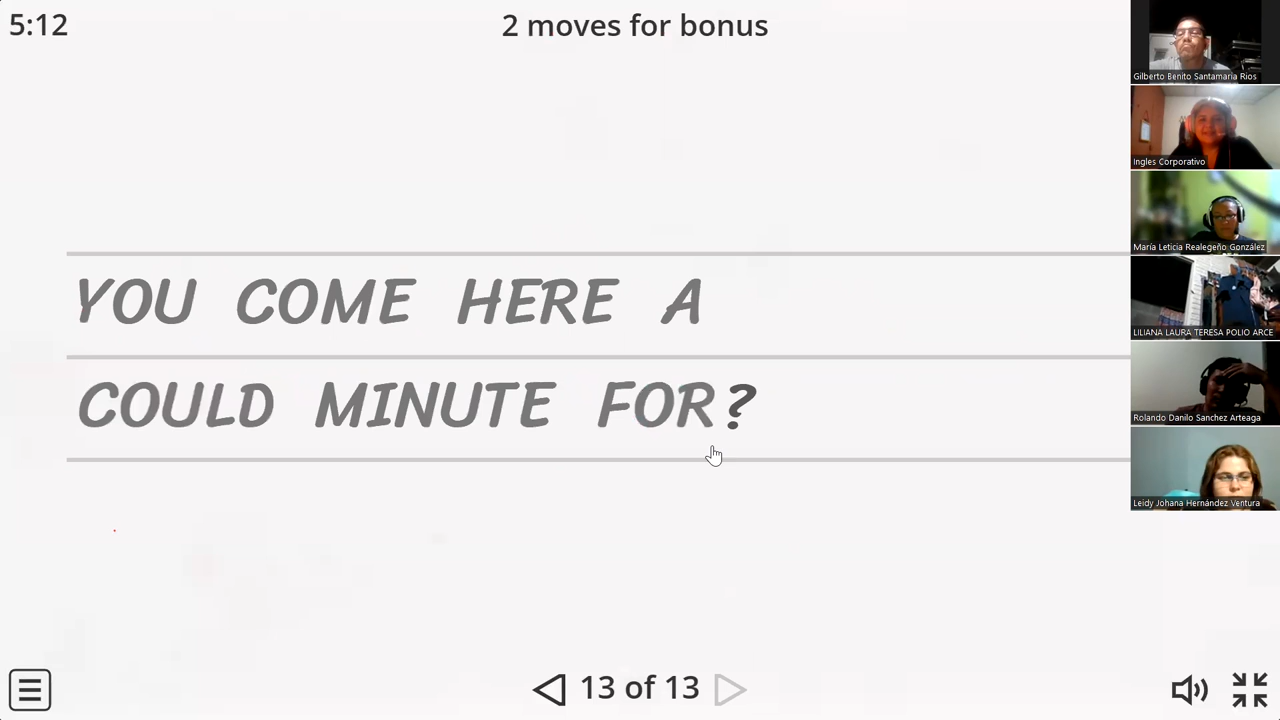 5:12
2 moves for bonus
YOU COME HERE A
COULD MINUTE FOR?
13 of 13
Gilberto Benito Santamaria Rios
Ingles Corporativo
María Leticia Realegeño González
LILIANA LAURA TERESA POLIO ARCE
Rolando Danilo Sanchez Arteaga
Leidy Johana Hernández Ventura